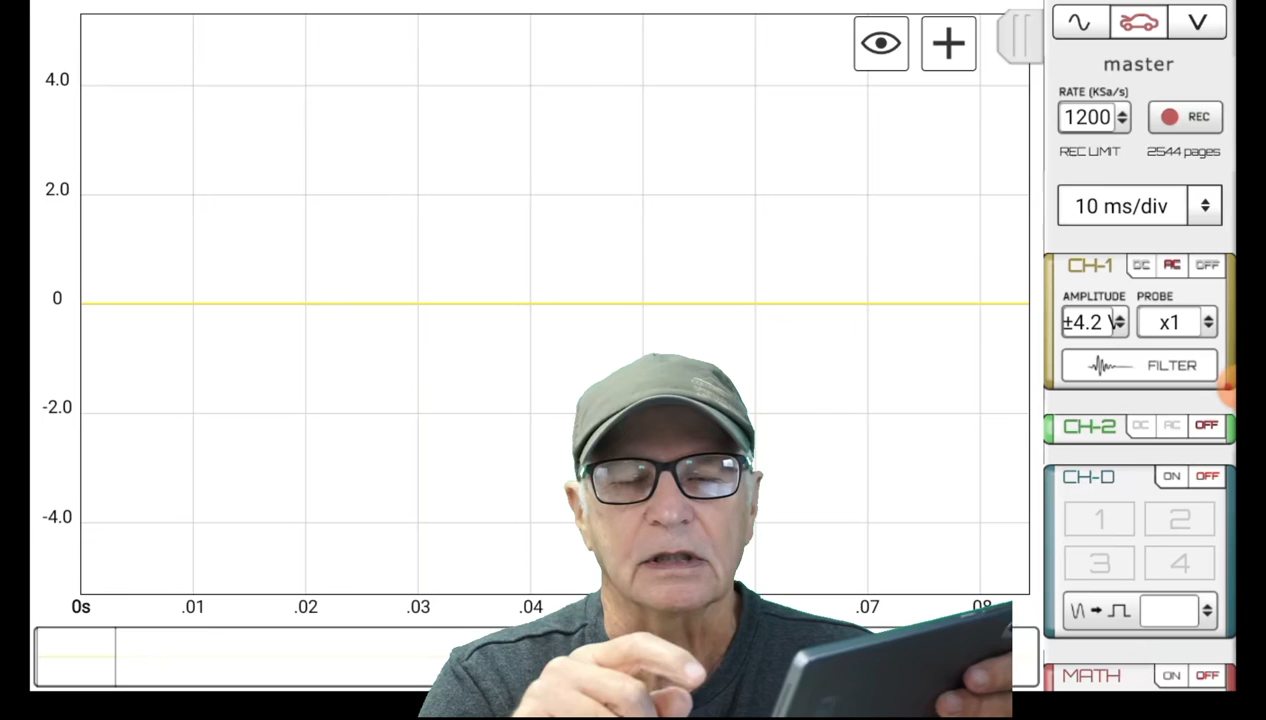 4.0
2.0
0
-2.0
-4.0
0s .01 .02 .03 .04 .07 08
V
master
RATE (KSa/s)
1200 REC
REC LIMIT 2544 pages
10 ms/div
CH-1 DC AC OFF
AMPLITUDE PROBE
±4.2 x1
FILTER
CH-2 DC AC OFF
CH-D ON OFF
1 2
3 4
MATH ON OFF